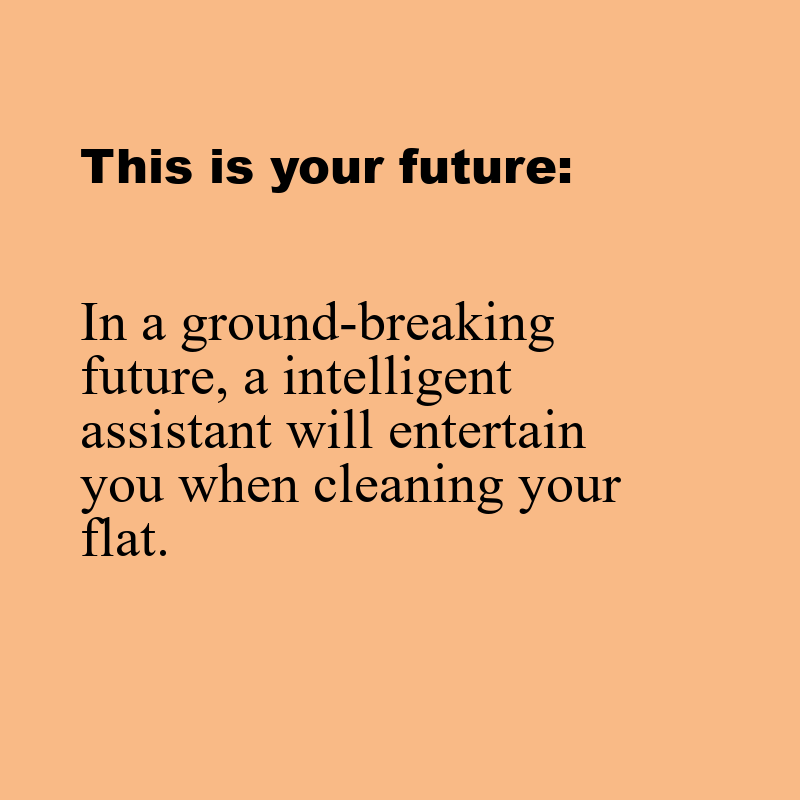 This is your future:
In a ground-breaking
future, a intelligent
assistant will entertain
you when cleaning your
flat.